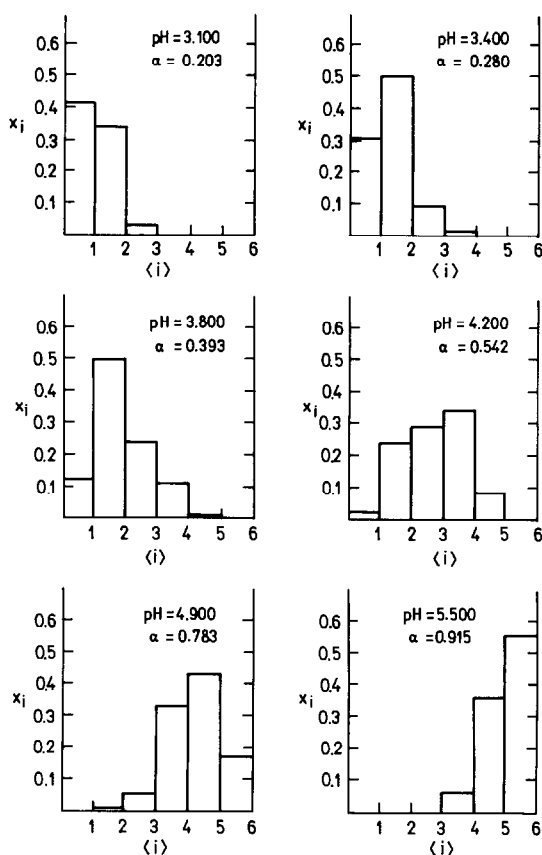 pH = 3.100
α = 0.203
0.6
0.5
0.4
xi
0.3
0.2
0.1
1 2 3 4 5 6
⟨i⟩
pH = 3.400
α = 0.280
0.6
0.5
0.4
xi
0.3
0.2
0.1
1 2 3 4 5 6
⟨i⟩
pH = 3.800
α = 0.393
0.6
0.5
0.4
xi
0.3
0.2
0.1
1 2 3 4 5 6
⟨i⟩
pH = 4.200
α = 0.542
0.6
0.5
0.4
xi
0.3
0.2
0.1
1 2 3 4 5 6
⟨i⟩
pH = 4.900
α = 0.783
0.6
0.5
0.4
xi
0.3
0.2
0.1
1 2 3 4 5 6
⟨i⟩
pH = 5.500
α = 0.915
0.6
0.5
0.4
xi
0.3
0.2
0.1
1 2 3 4 5 6
⟨i⟩